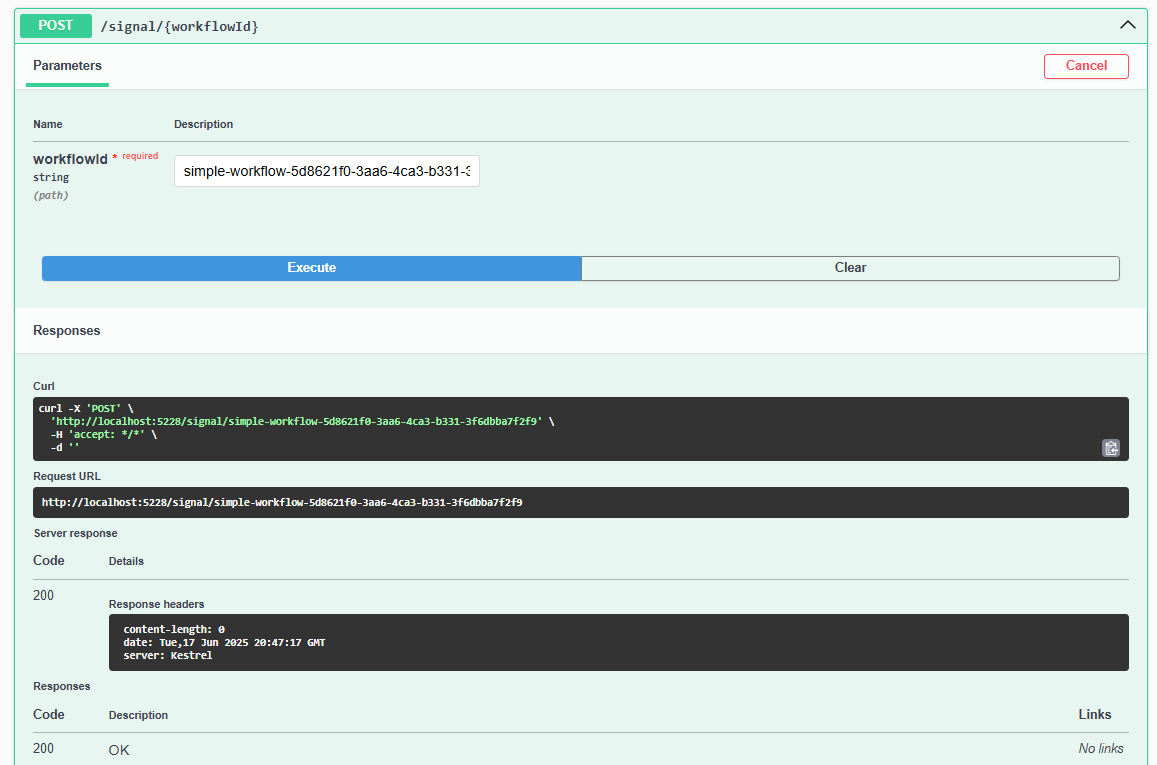 POST /signal/{workflowId}
Parameters
Cancel
Name Description
workflowId * required
string
(path)
simple-workflow-5d8621f0-3aa6-4ca3-b331-3
Execute Clear
Responses
Curl
curl -X 'POST' \
'http://localhost:5228/signal/simple-workflow-5d8621f0-3aa6-4ca3-b331-3f6dbba7f2f9' \
-H 'accept: */*' \
-d ''
Request URL
http://localhost:5228/signal/simple-workflow-5d8621f0-3aa6-4ca3-b331-3f6dbba7f2f9
Server response
Code Details
200
Response headers
content-length: 0
date: Tue,17 Jun 2025 20:47:17 GMT
server: Kestrel
Responses
Code Description Links
200 OK No links